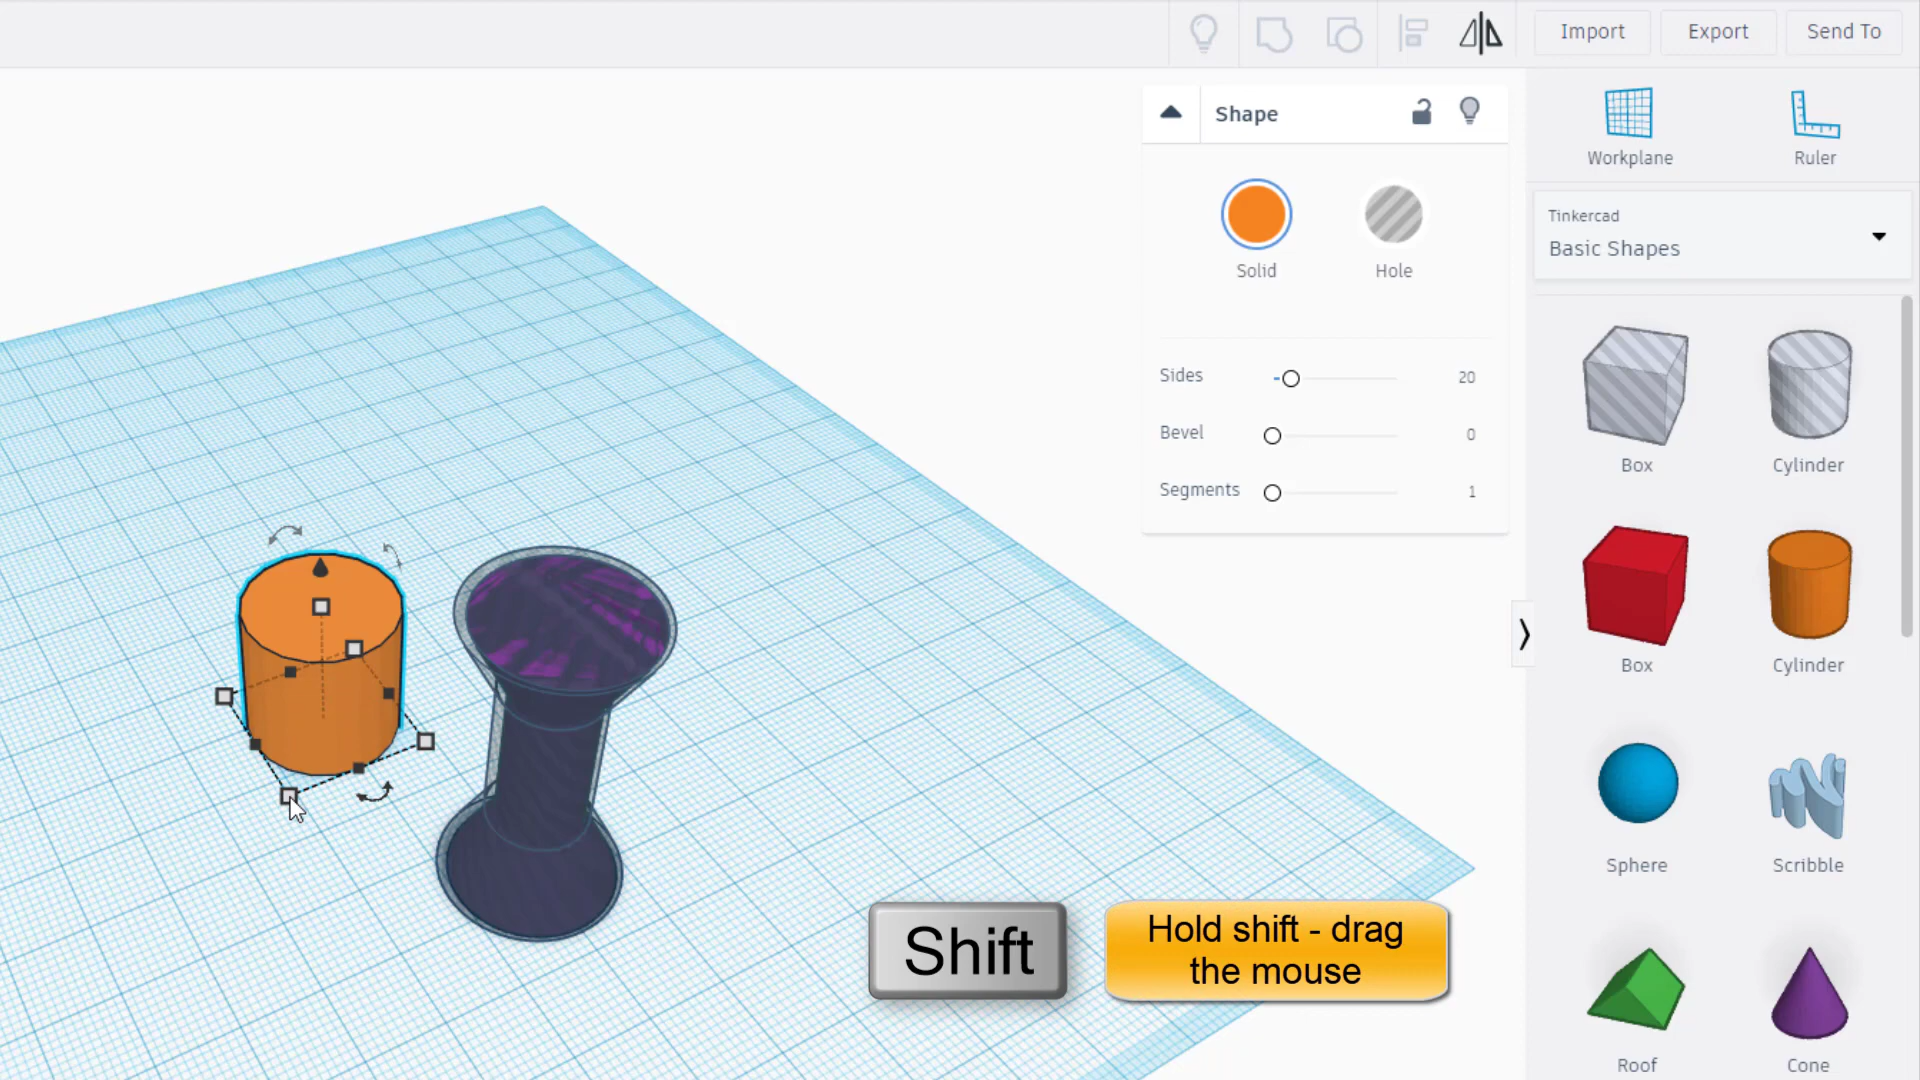 Import
Export
Send To
Shape
Workplane
Ruler
Solid
Hole
Tinkercad
Basic Shapes
Sides
20
Bevel
0
Segments
1
Box
Cylinder
Box
Cylinder
Sphere
Scribble
Roof
Cone
Shift
Hold shift - drag
the mouse